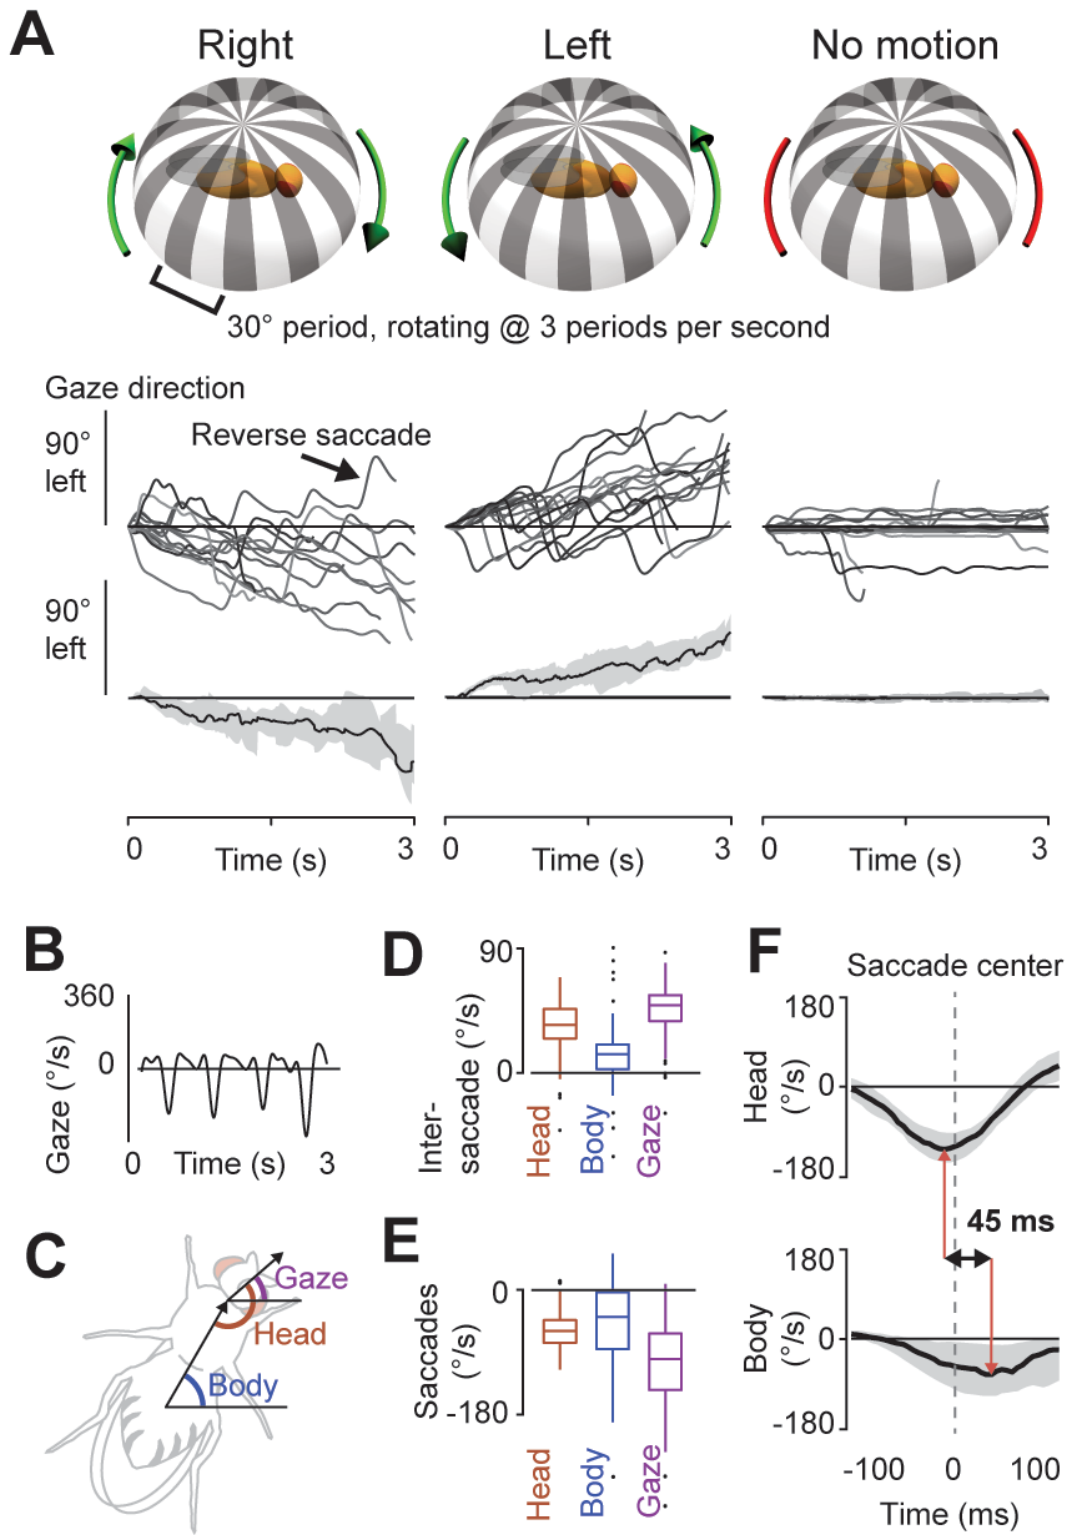 A
Right
Left
No motion
30° period, rotating @ 3 periods per second
Gaze direction
90°
left
Reverse saccade
90°
left
0
Time (s)
3
0
Time (s)
3
0
Time (s)
3
B
360
0
Gaze (°/s)
0
Time (s)
3
C
Gaze
Head
Body
D
90
0
Inter-
saccade (°/s)
Head
Body
Gaze
E
0
-180
Saccades
(°/s)
Head
Body
Gaze
F
Saccade center
180
0
-180
Head
(°/s)
45 ms
180
0
-180
Body
(°/s)
-100
0
100
Time (ms)